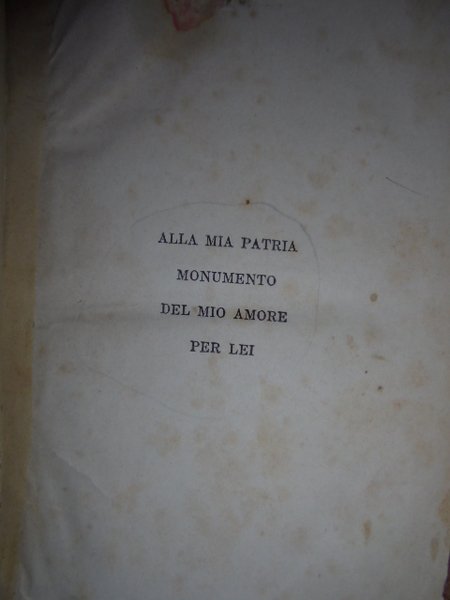 ALLA MIA PATRIA
MONUMENTO
DEL MIO AMORE
PER LEI